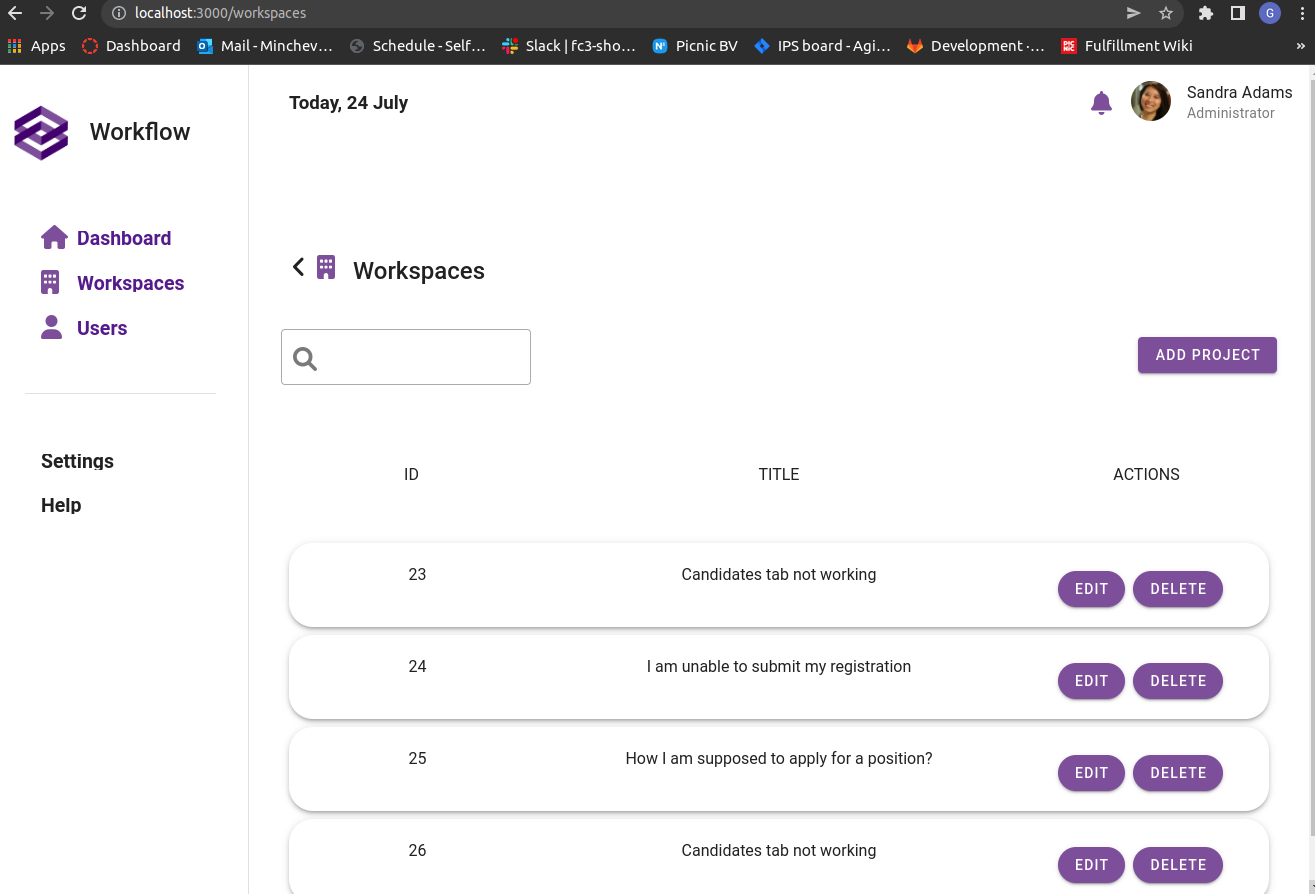 localhost:3000/workspaces
G
Apps
Dashboard
Mail - Minchev…
Schedule - Self…
Slack | fc3-sho…
Picnic BV
IPS board - Agi…
Development ·…
Fulfillment Wiki
»
Workflow
Today, 24 July
Sandra Adams
Administrator
Dashboard
Workspaces
Users
Settings
Help
Workspaces
ADD PROJECT
ID TITLE ACTIONS
23 Candidates tab not working EDIT DELETE
24 I am unable to submit my registration EDIT DELETE
25 How I am supposed to apply for a position? EDIT DELETE
26 Candidates tab not working EDIT DELETE